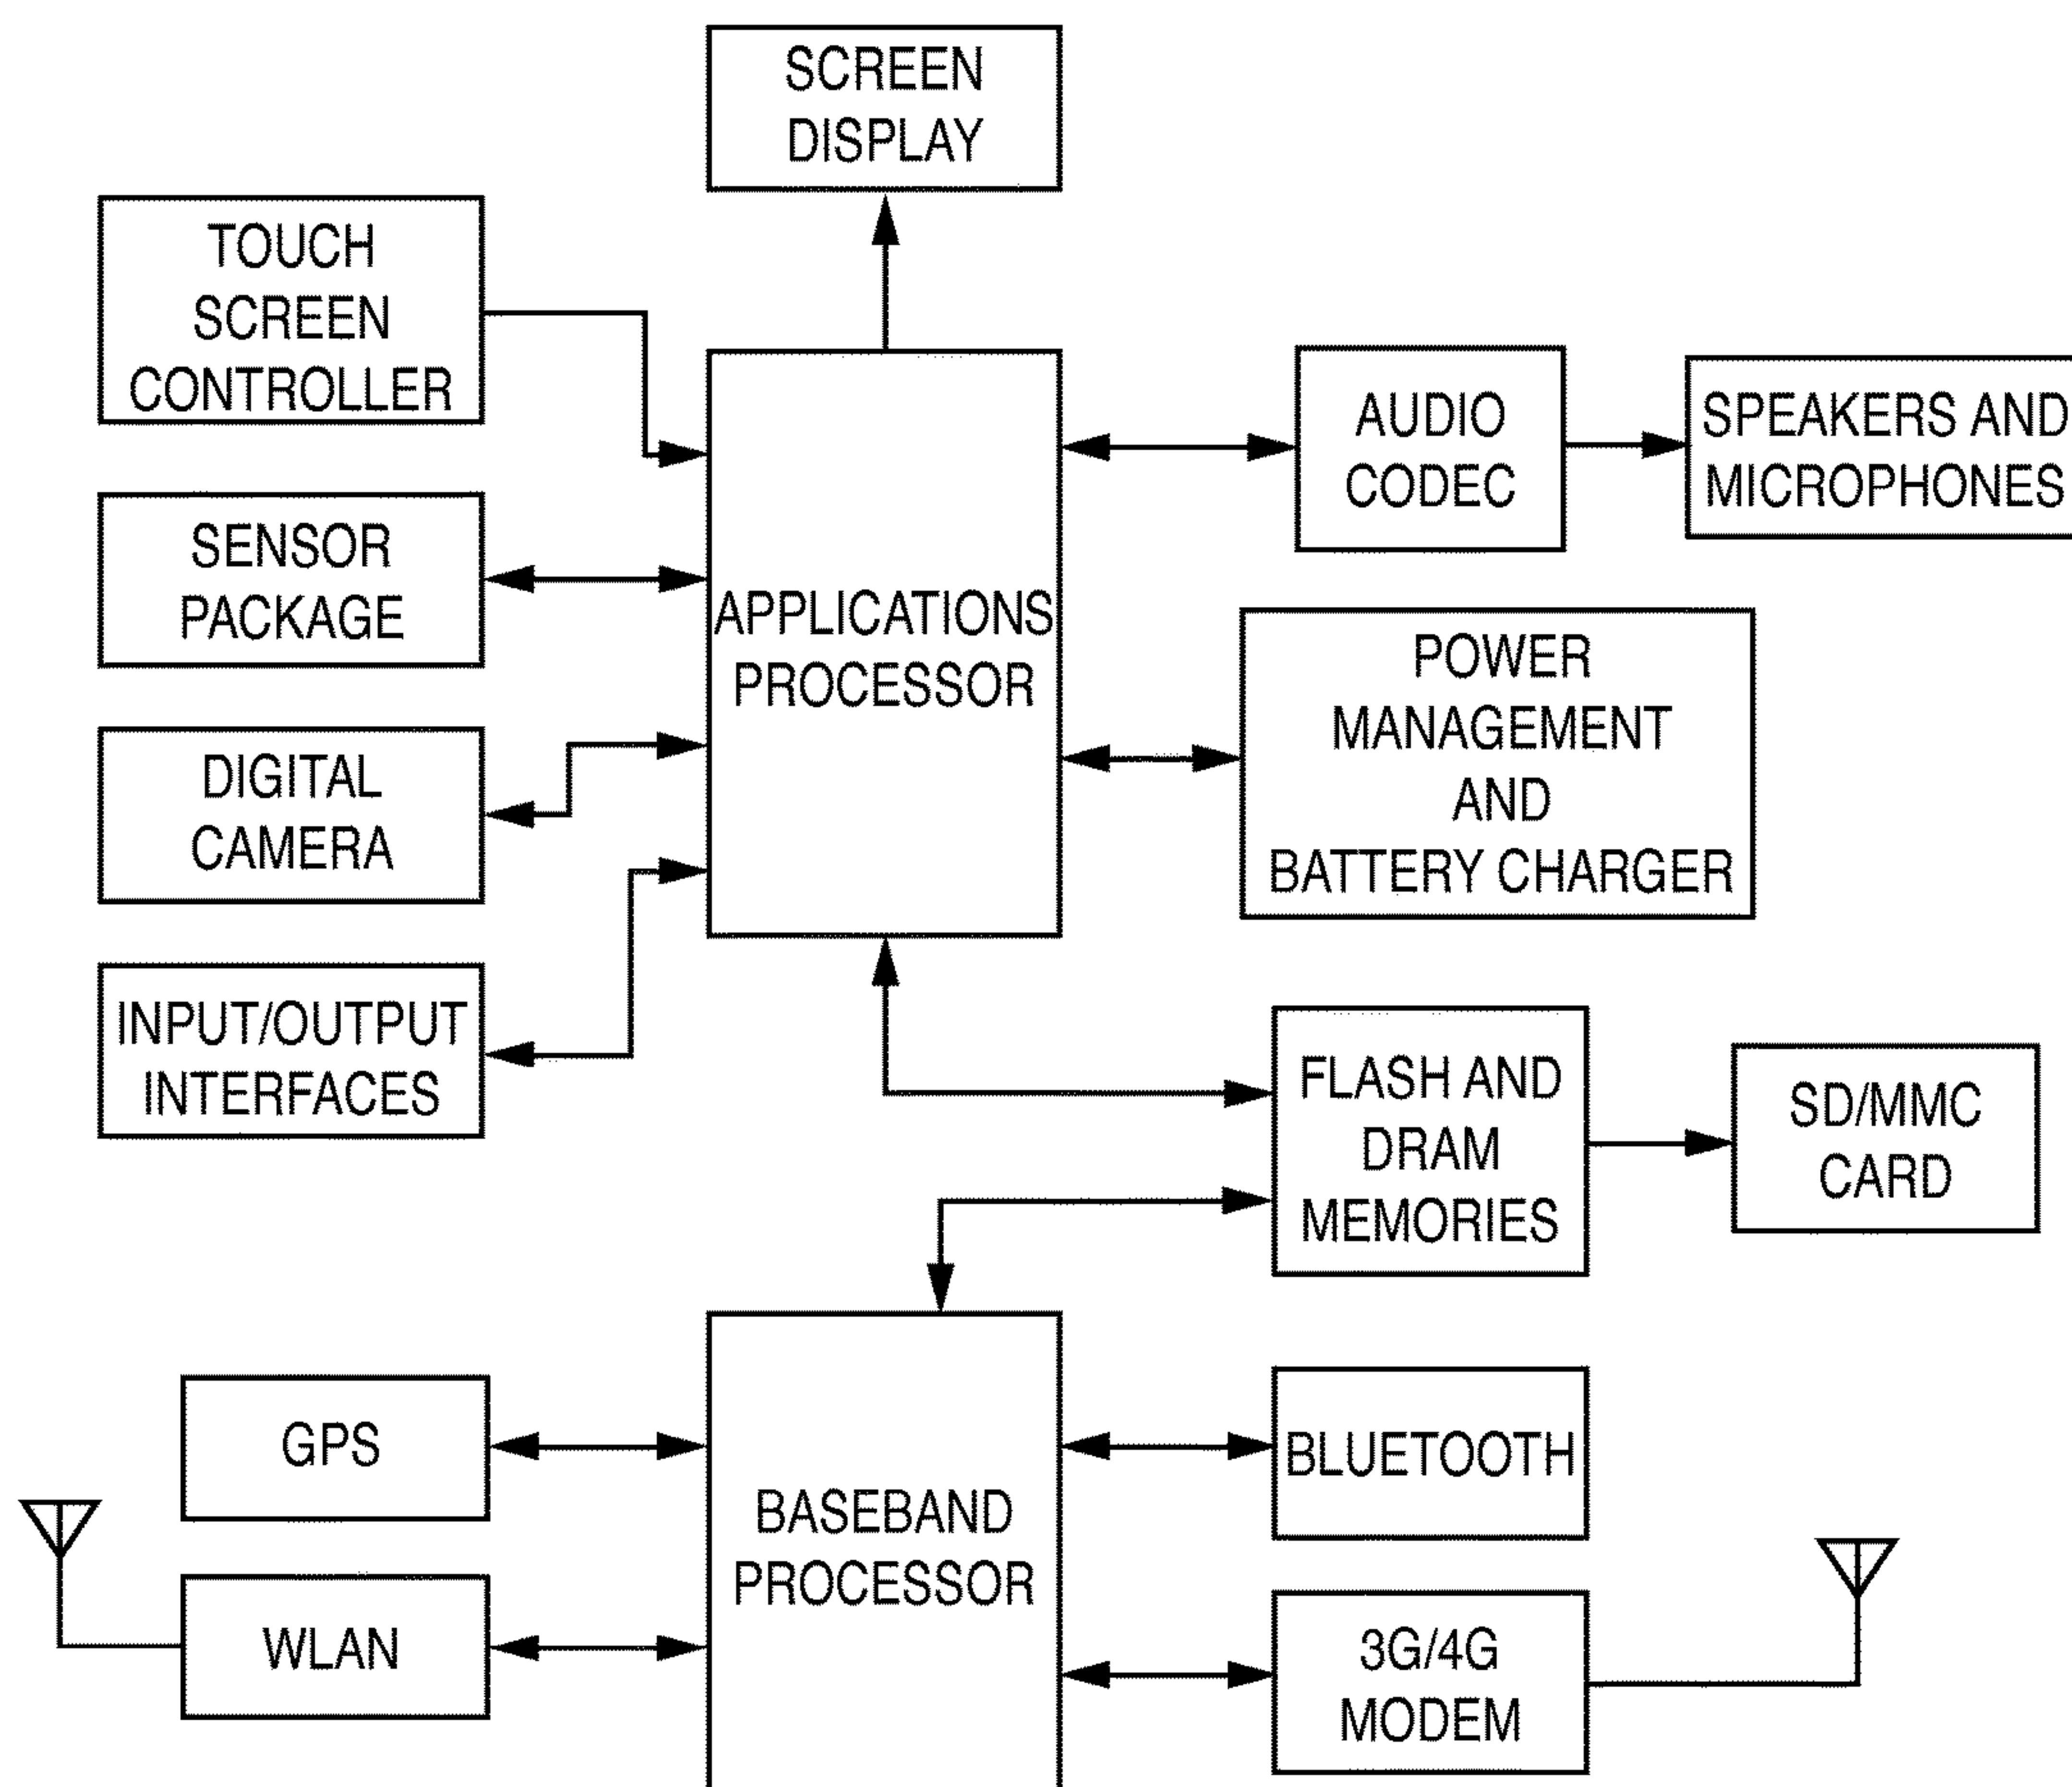 SCREEN
DISPLAY
TOUCH
SCREEN
CONTROLLER
AUDIO
CODEC
SPEAKERS AND
MICROPHONES
SENSOR
PACKAGE
APPLICATIONS
PROCESSOR
POWER
MANAGEMENT
AND
BATTERY CHARGER
DIGITAL
CAMERA
INPUT/OUTPUT
INTERFACES
FLASH AND
DRAM
MEMORIES
SD/MMC
CARD
GPS
BASEBAND
PROCESSOR
BLUETOOTH
WLAN
3G/4G
MODEM